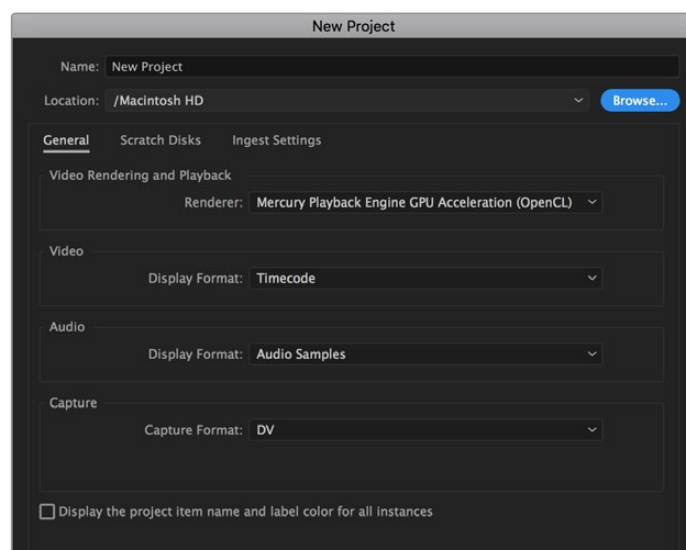 New Project
Name: New Project
Location: /Macintosh HD Browse...
General Scratch Disks Ingest Settings
Video Rendering and Playback
Renderer: Mercury Playback Engine GPU Acceleration (OpenCL)
Video
Display Format: Timecode
Audio
Display Format: Audio Samples
Capture
Capture Format: DV
Display the project item name and label color for all instances